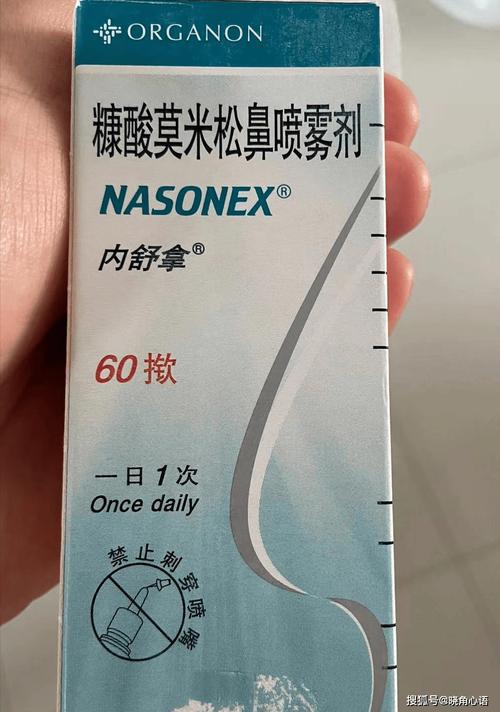 ORGANON
糠酸莫米松鼻喷雾剂
NASONEX®
内舒拿®
60揿
一日1次
Once daily
禁止刺穿喷嘴
搜狐号@晓角心语